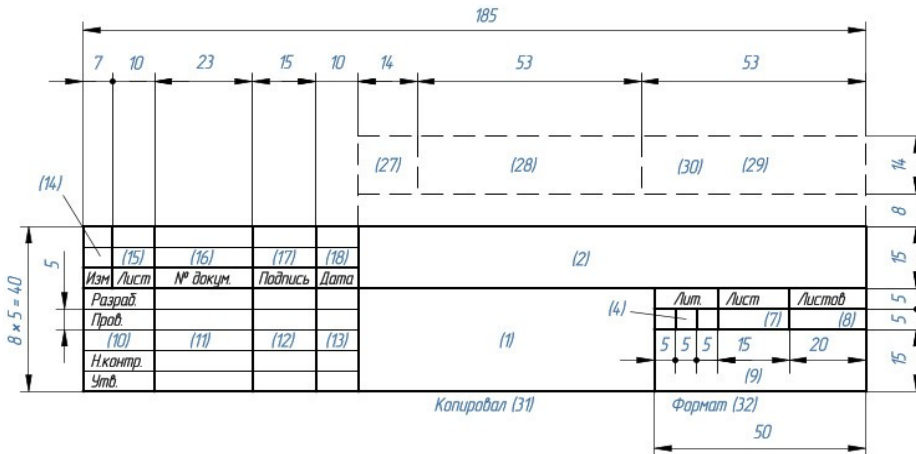 185
7 10 23 15 10 14 53 53
(27) (28) (30) (29) 14
(14) 8
(15) (16) (17) (18) (2) 15
Изм Лист № докум. Подпись Дата
8 × 5 = 40
5
Разраб. Лит. Лист Листов 5
Пров. (4) (7) (8) 5
(10) (11) (12) (13) (1) 5 5 5 15 20 15
Н.контр. (9)
Утв.
Копировал (31) Формат (32)
50